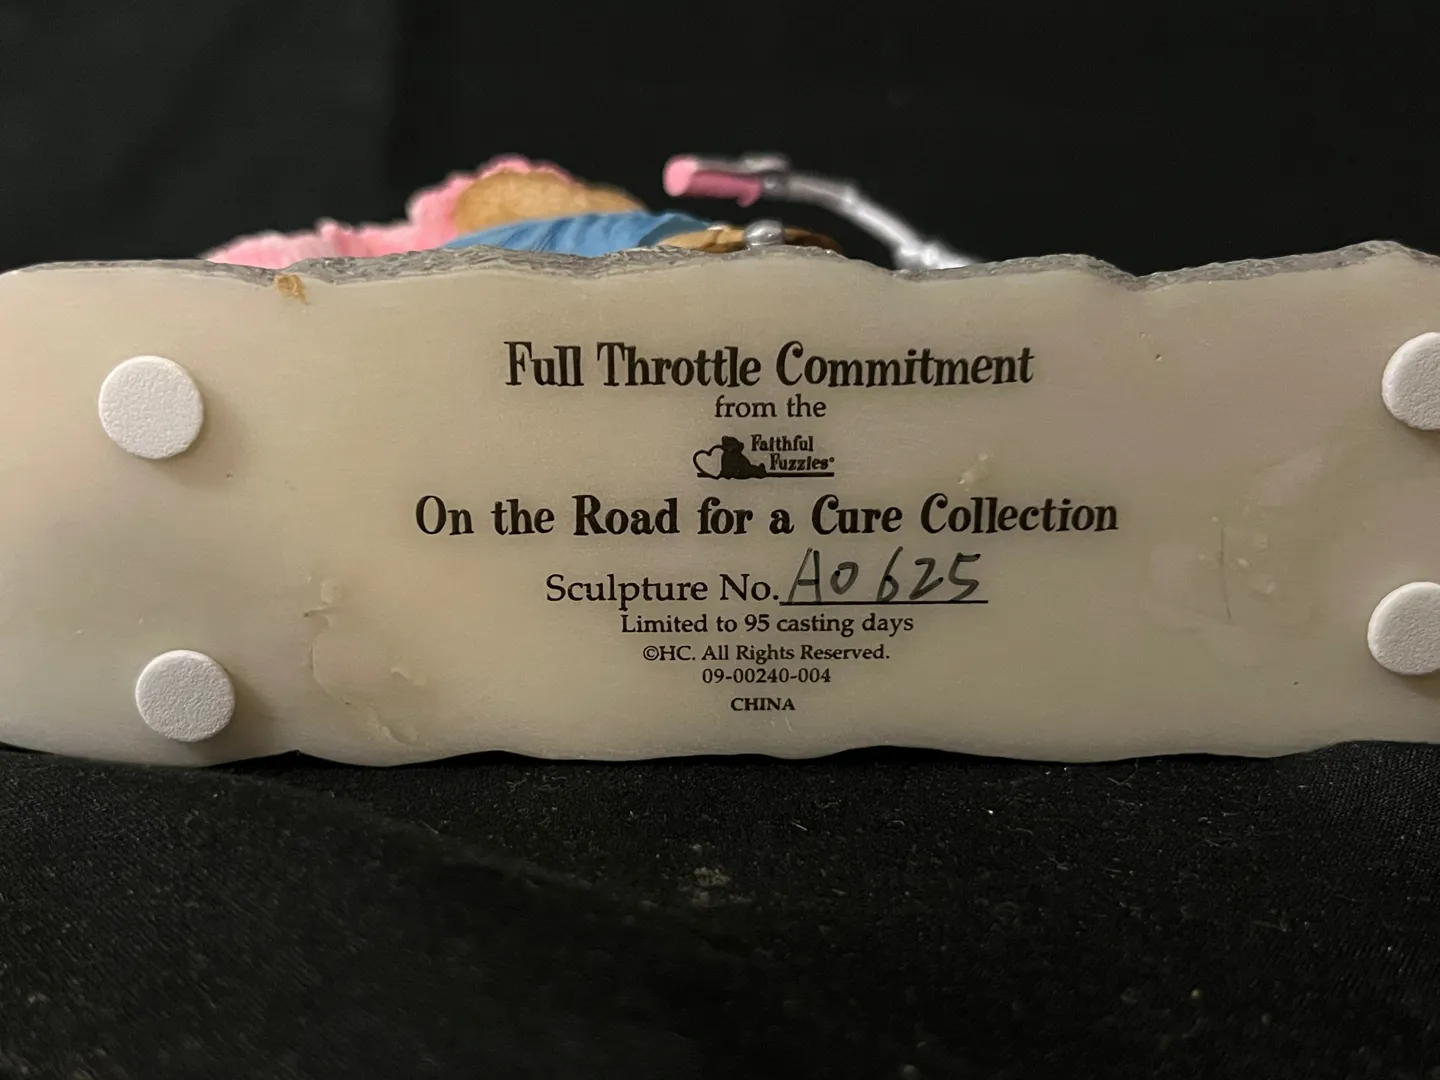 Full Throttle Commitment
from the
Faithful
Fuzzies®
On the Road for a Cure Collection
Sculpture No. A0625
Limited to 95 casting days
©HC. All Rights Reserved.
09-00240-004
CHINA